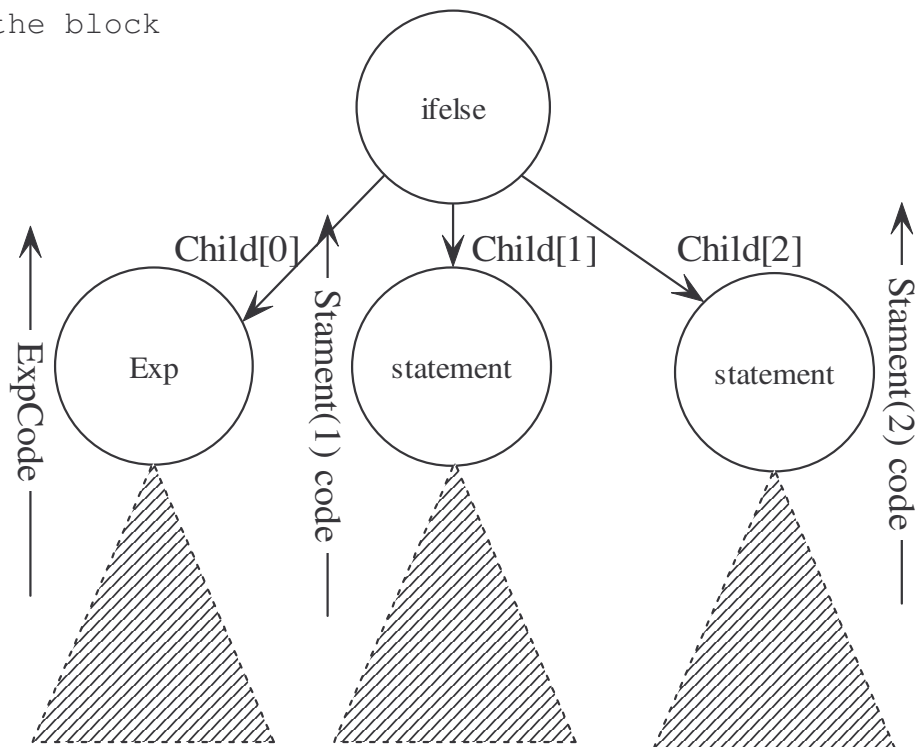 the block
ifelse
Child[0]
Child[1]
Child[2]
ExpCode
Exp
Stament(1) code
statement
statement
Stament(2) code